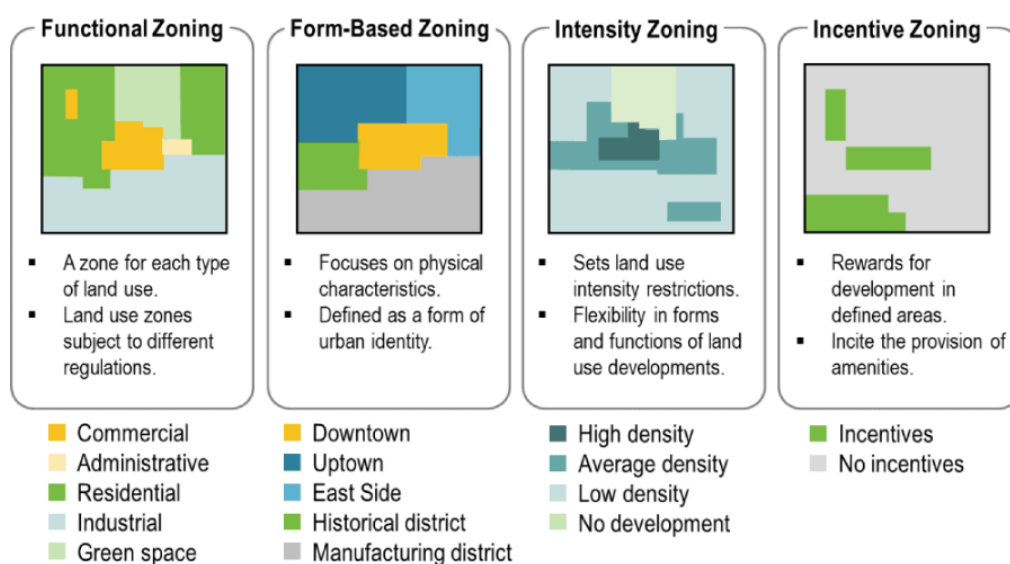 Functional Zoning
▪ A zone for each type
of land use.
▪ Land use zones
subject to different
regulations.
Commercial
Administrative
Residential
Industrial
Green space
Form-Based Zoning
▪ Focuses on physical
characteristics.
▪ Defined as a form of
urban identity.
Downtown
Uptown
East Side
Historical district
Manufacturing district
Intensity Zoning
▪ Sets land use
intensity restrictions.
▪ Flexibility in forms
and functions of land
use developments.
High density
Average density
Low density
No development
Incentive Zoning
▪ Rewards for
development in
defined areas.
▪ Incite the provision of
amenities.
Incentives
No incentives